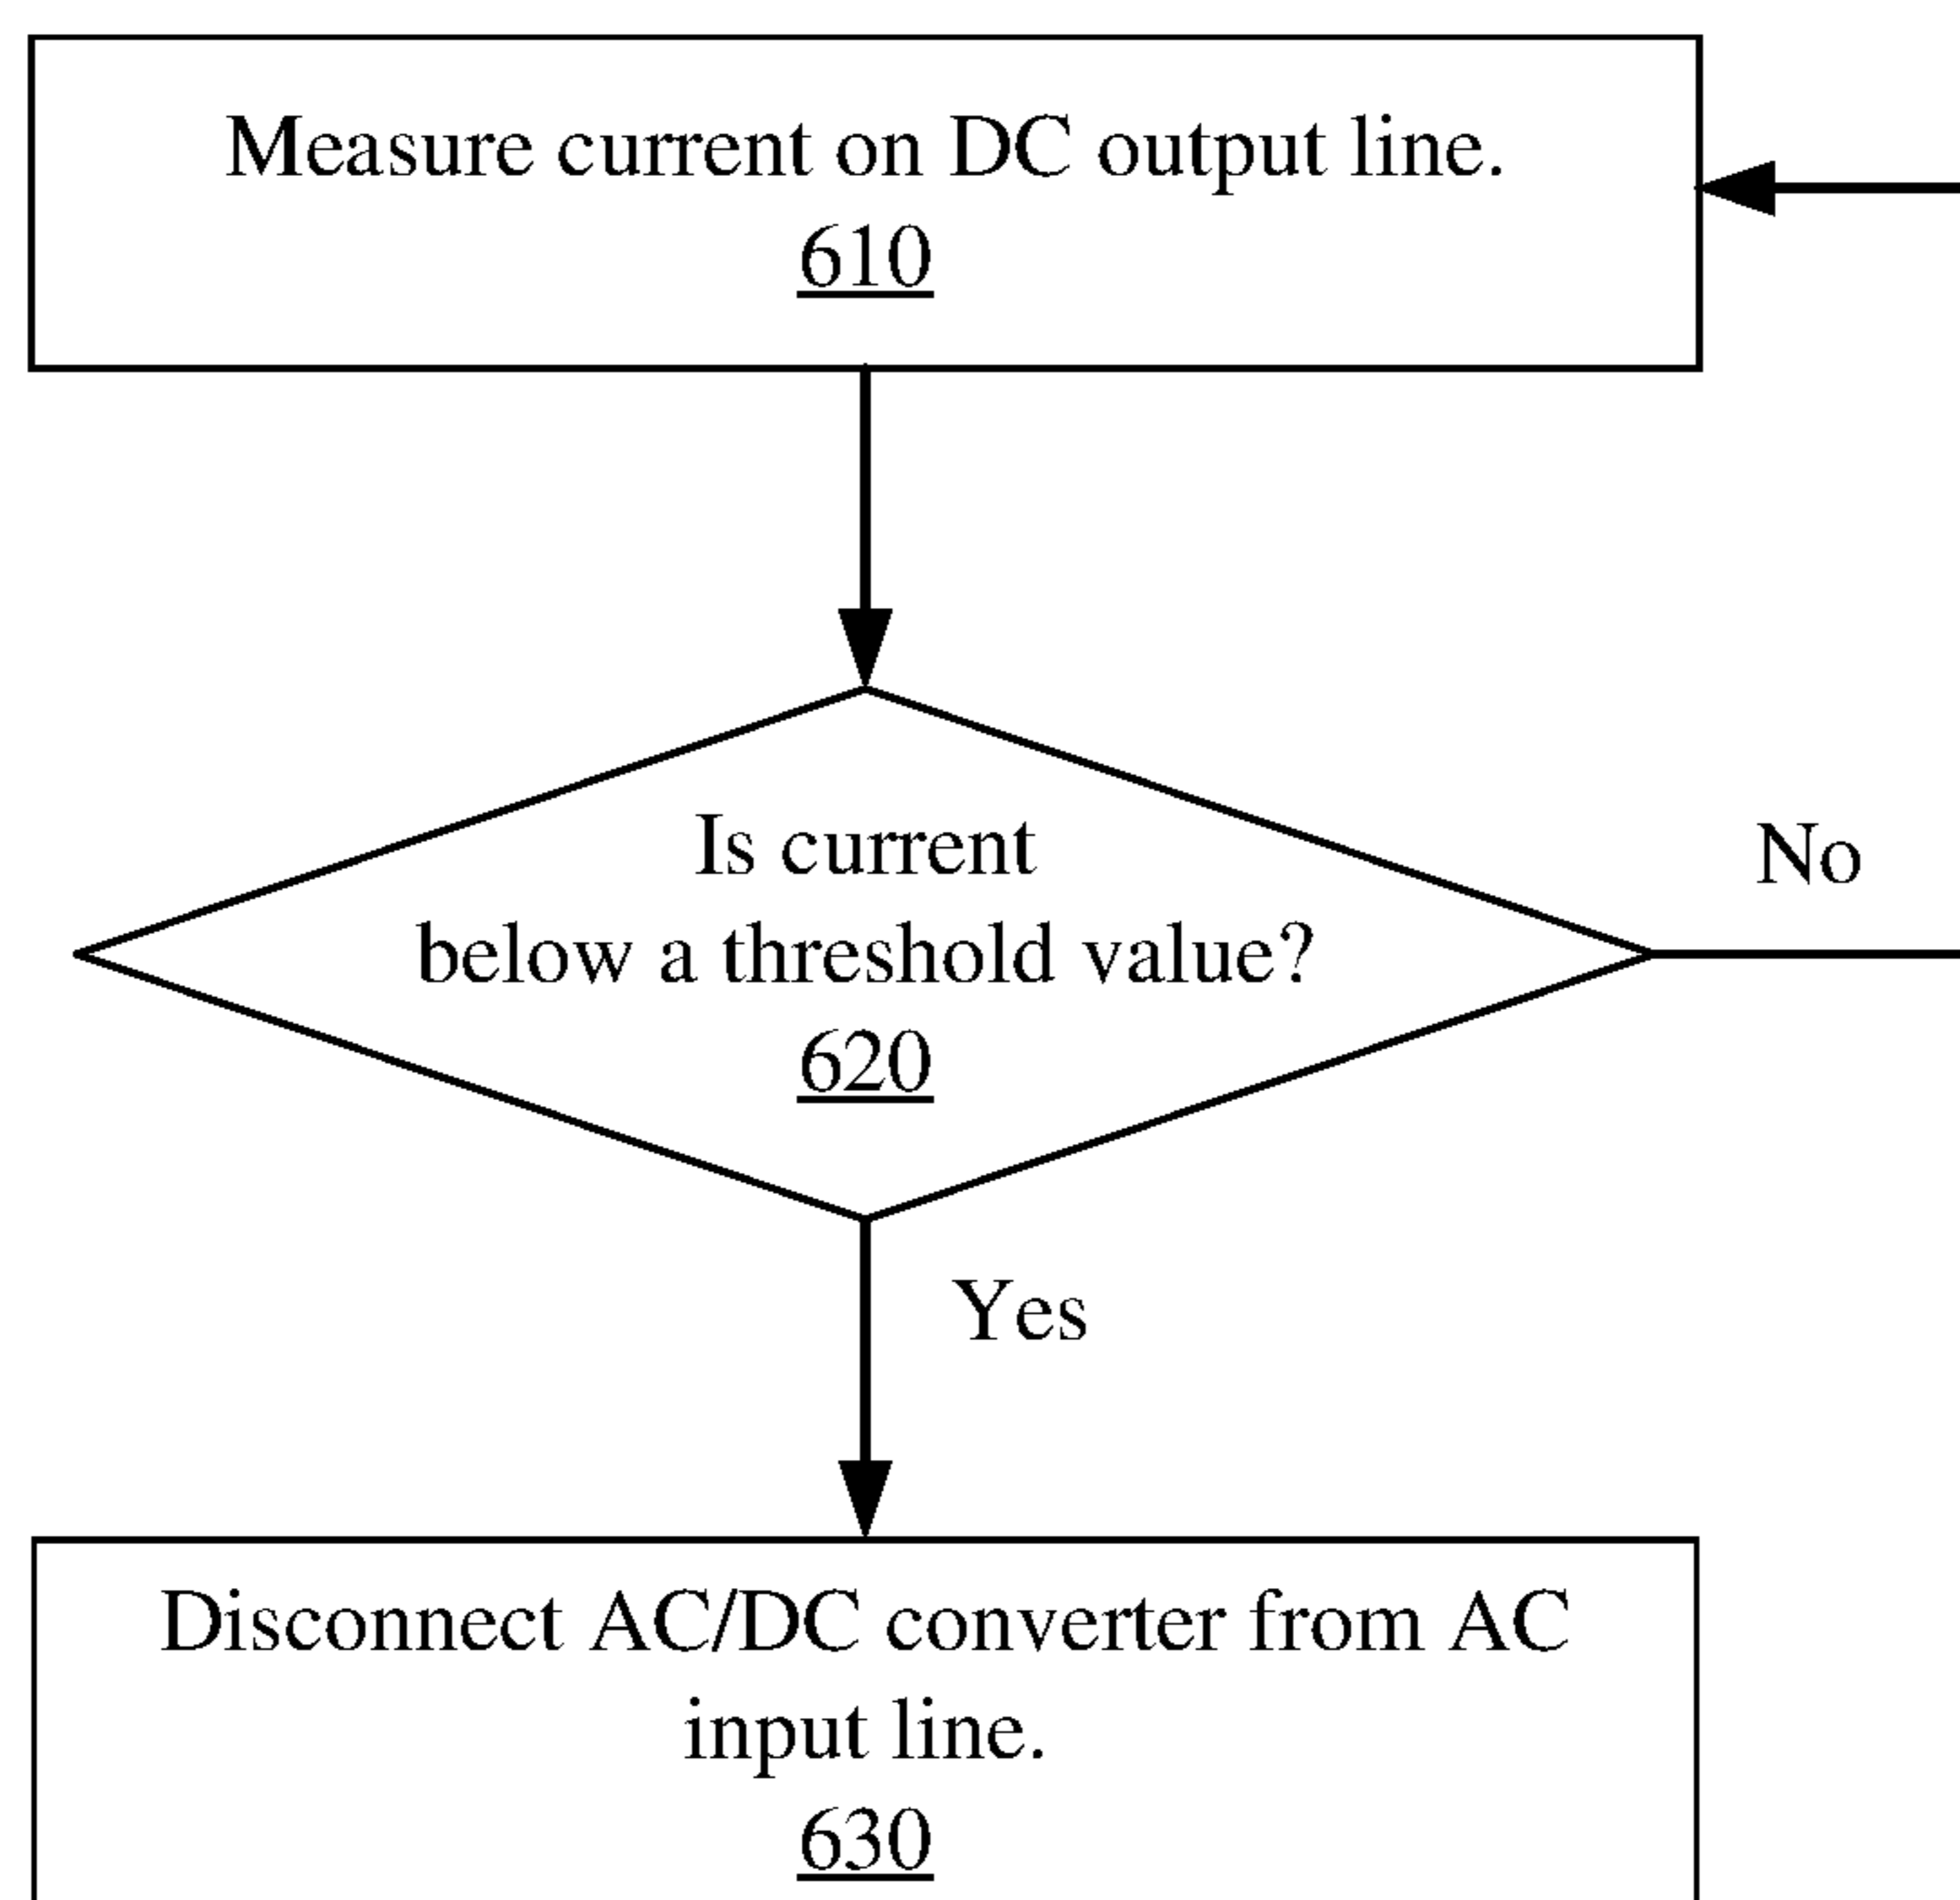 Measure current on DC output line.
610
Is current
below a threshold value?
620
No
Yes
Disconnect AC/DC converter from AC
input line.
630